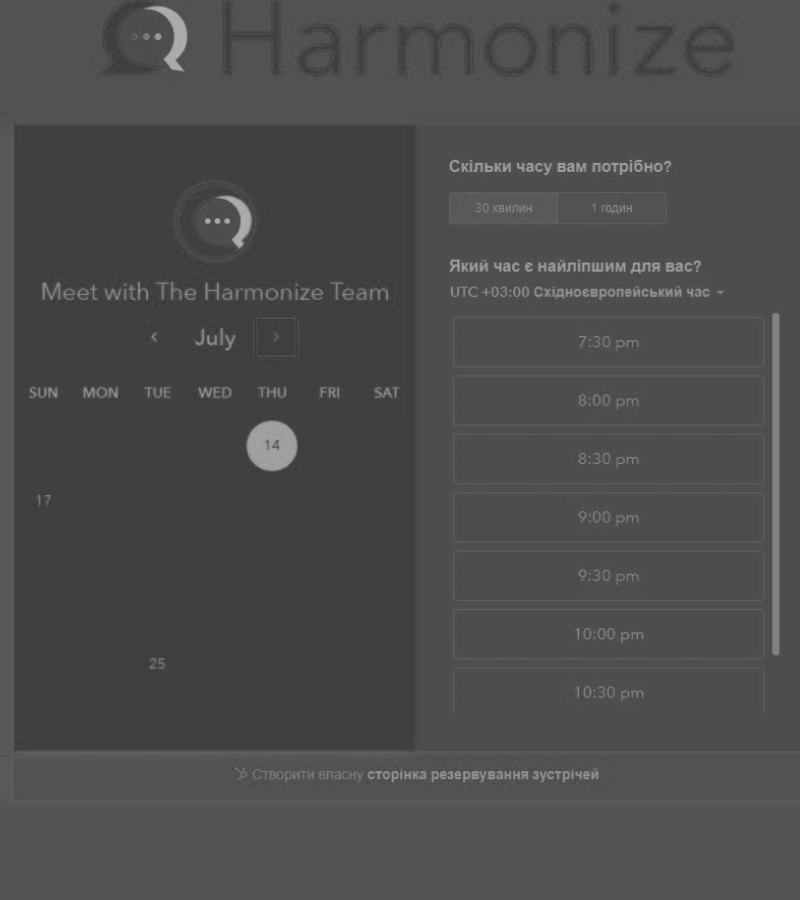 Harmonize
Meet with The Harmonize Team
July
SUN MON TUE WED THU FRI SAT
14
17
25
Скільки часу вам потрібно?
30 хвилин 1 годин
Який час є найліпшим для вас?
UTC +03:00 Східноєвропейський час
7:30 pm
8:00 pm
8:30 pm
9:00 pm
9:30 pm
10:00 pm
10:30 pm
Створити власну сторінка резервування зустрічей